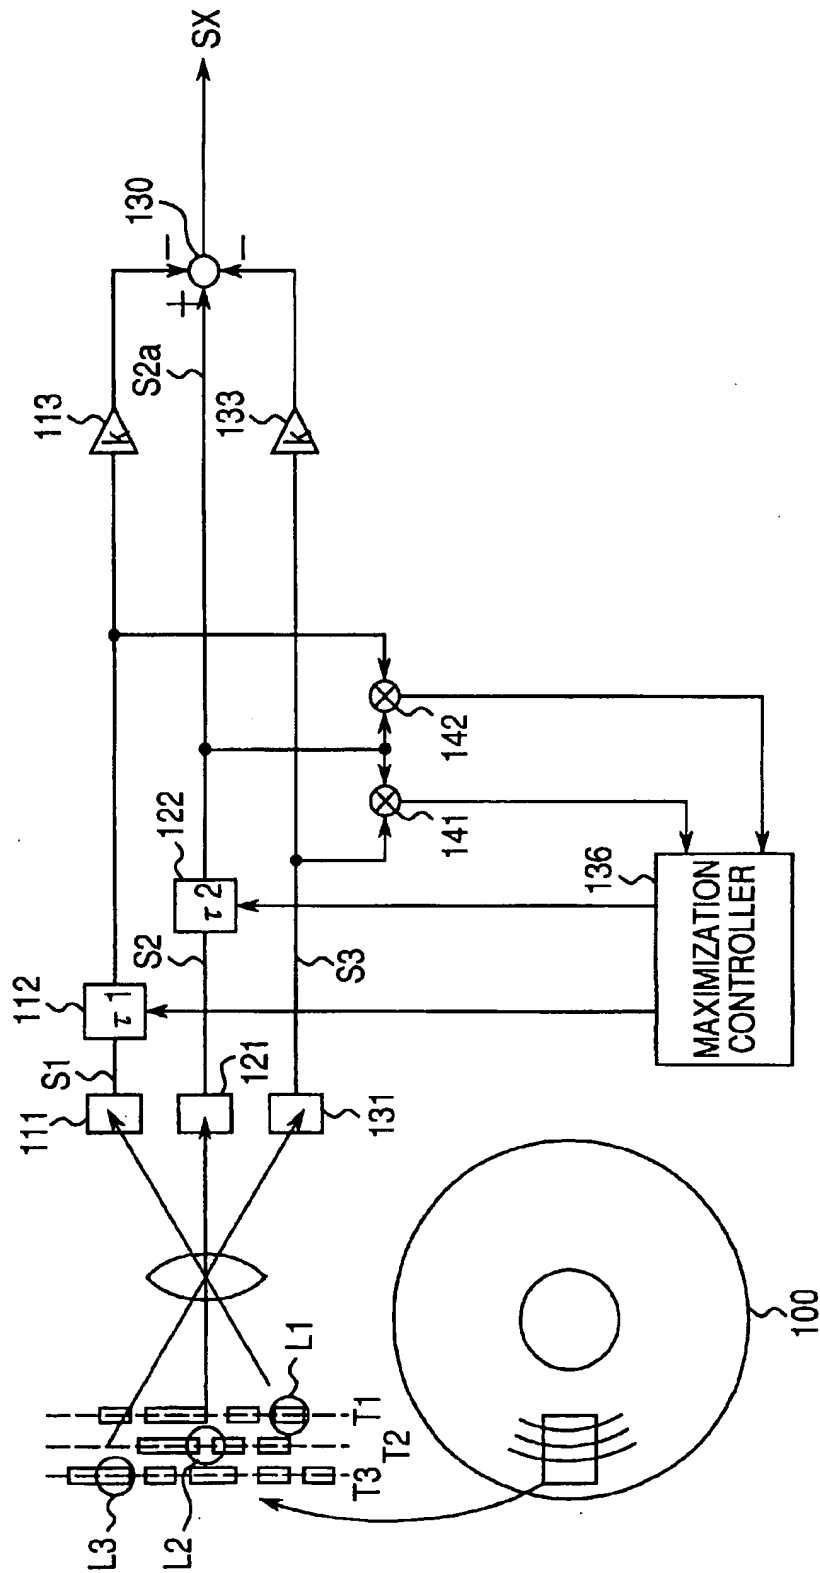 SX
130
−
−
+
S2a
113
k
133
k
142
141
122
τ 2
136
MAXIMIZATION
CONTROLLER
112
τ 1
S2
S3
S1
111
121
131
L1
T1
T2
T3
L2
L3
100